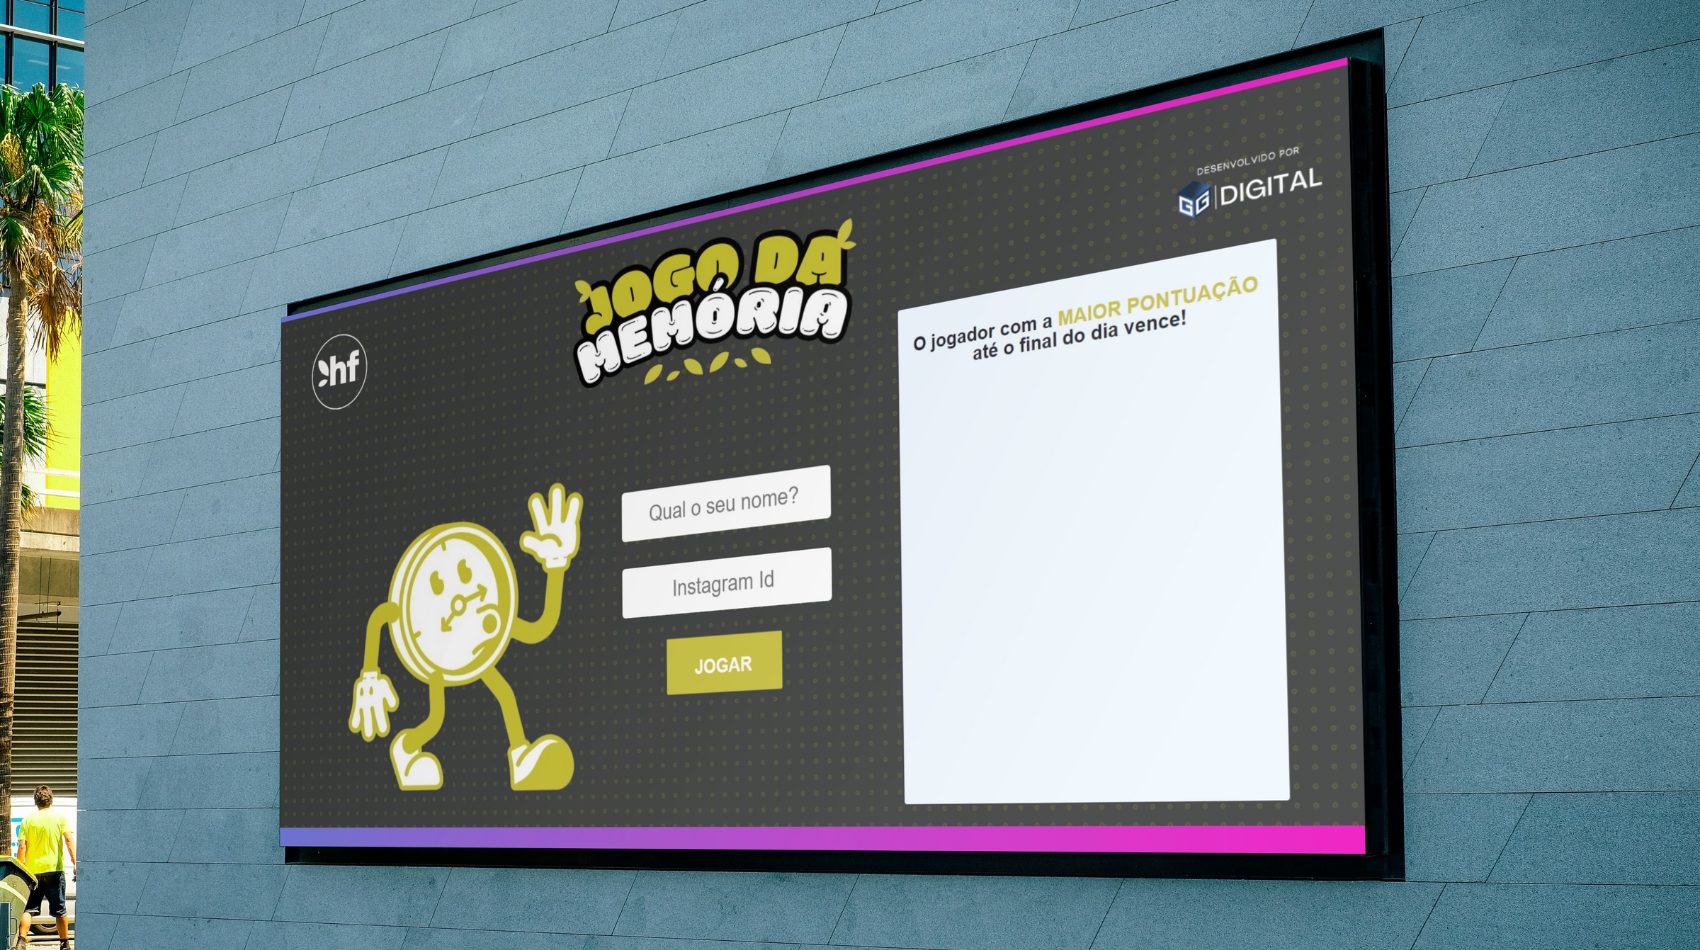 DESENVOLVIDO POR
GG|DIGITAL
JOGO DA
MEMÓRIA
hf
O jogador com a MAIOR PONTUAÇÃO
até o final do dia vence!
Qual o seu nome?
Instagram Id
JOGAR